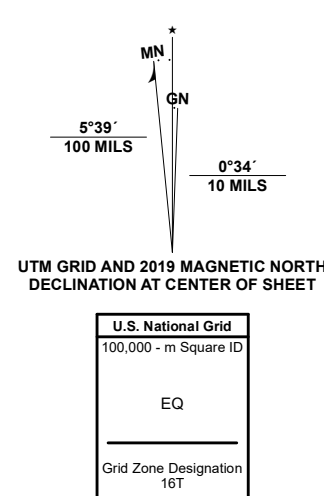 MN
GN
5°39´
100 MILS
0°34´
10 MILS
UTM GRID AND 2019 MAGNETIC NORTH
DECLINATION AT CENTER OF SHEET
U.S. National Grid
100,000 - m Square ID
EQ
Grid Zone Designation
16T